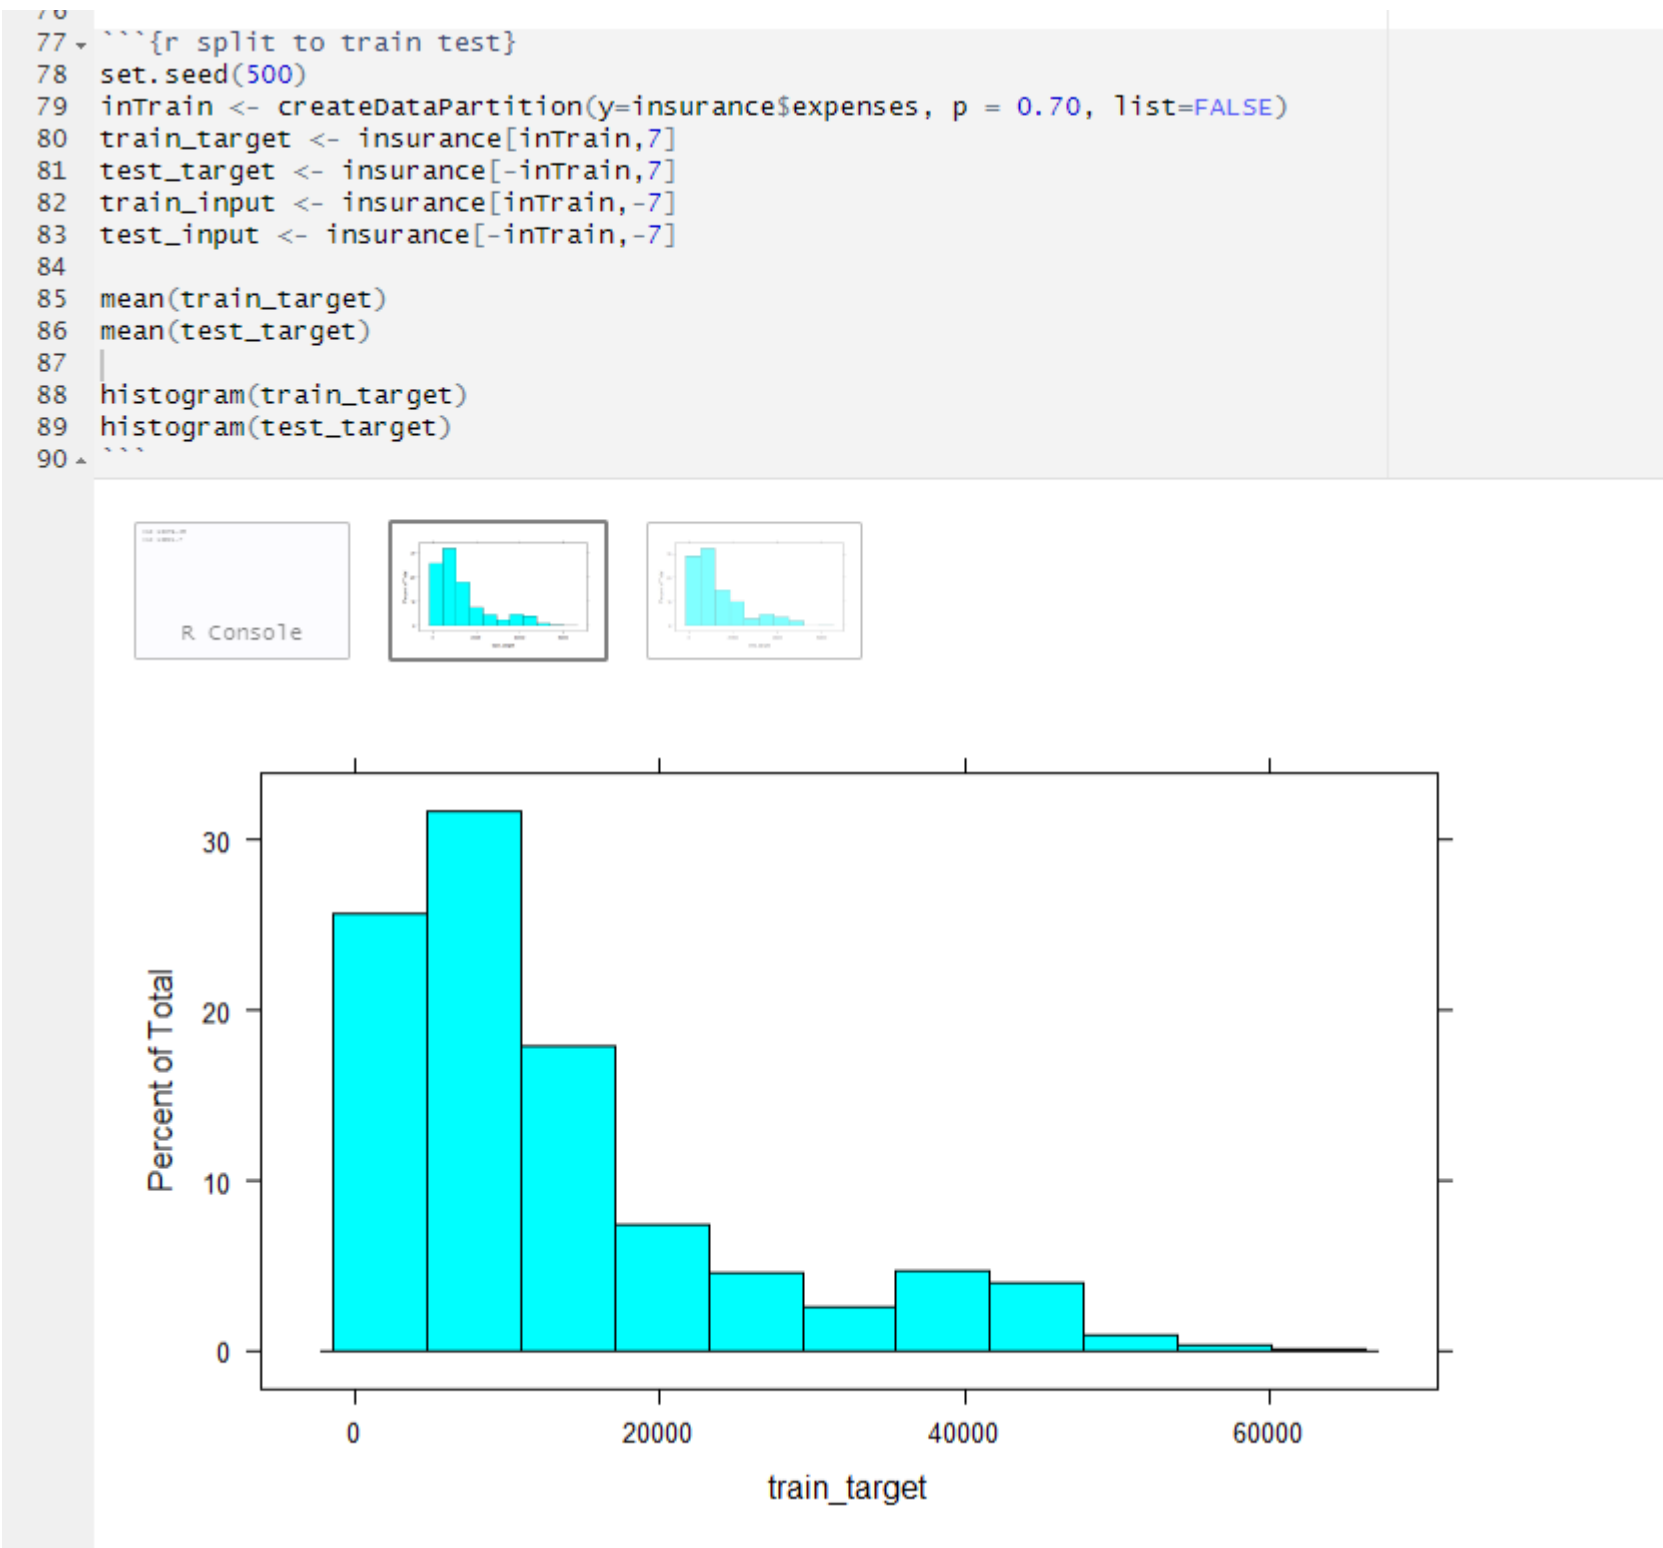 76
77 ```{r split to train test}
78 set.seed(500)
79 inTrain <- createDataPartition(y=insurance$expenses, p = 0.70, list=FALSE)
80 train_target <- insurance[inTrain,7]
81 test_target <- insurance[-inTrain,7]
82 train_input <- insurance[inTrain,-7]
83 test_input <- insurance[-inTrain,-7]
84
85 mean(train_target)
86 mean(test_target)
87
88 histogram(train_target)
89 histogram(test_target)
90 ```
R Console
30
20
10
0
Percent of Total
0 20000 40000 60000
train_target